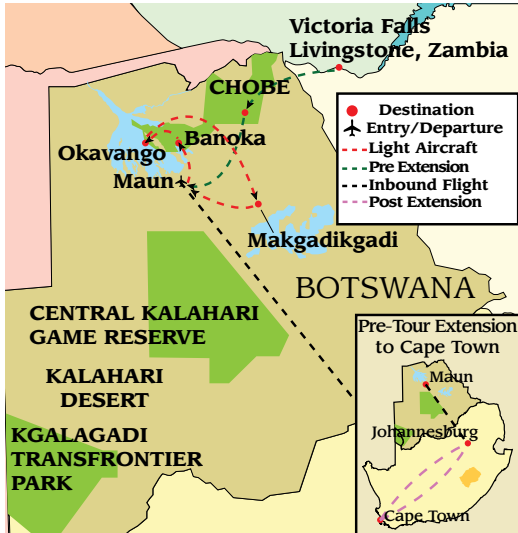 Victoria Falls
Livingstone, Zambia
CHOBE
Banoka
Okavango
Maun
Makgadikgadi
Destination
Entry/Departure
Light Aircraft
Pre Extension
Inbound Flight
Post Extension
BOTSWANA
CENTRAL KALAHARI
GAME RESERVE
KALAHARI
DESERT
KGALAGADI
TRANSFRONTIER
PARK
Pre-Tour Extension
to Cape Town
Maun
Johannesburg
Cape Town